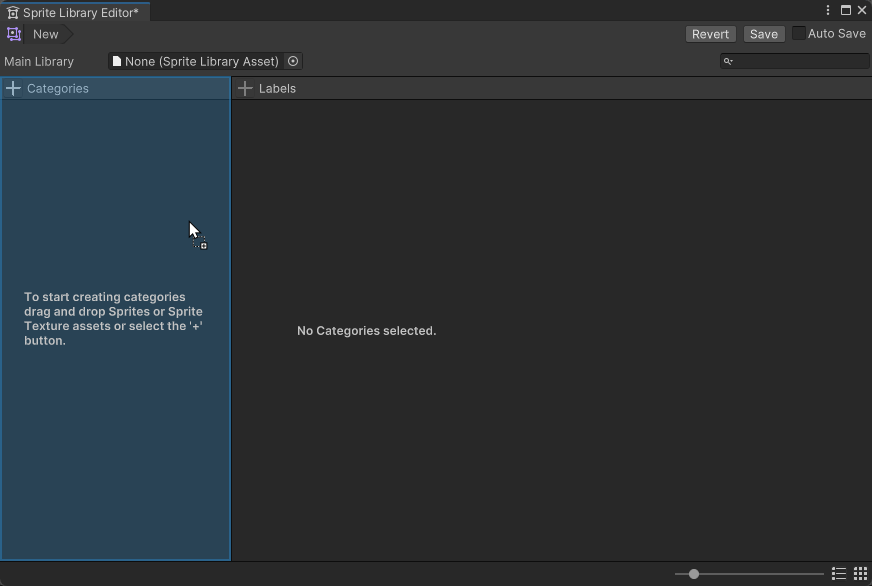 Sprite Library Editor*
New
Revert
Save
Auto Save
Main Library
None (Sprite Library Asset)
Categories
Labels
To start creating categories
drag and drop Sprites or Sprite
Texture assets or select the '+'
button.
No Categories selected.